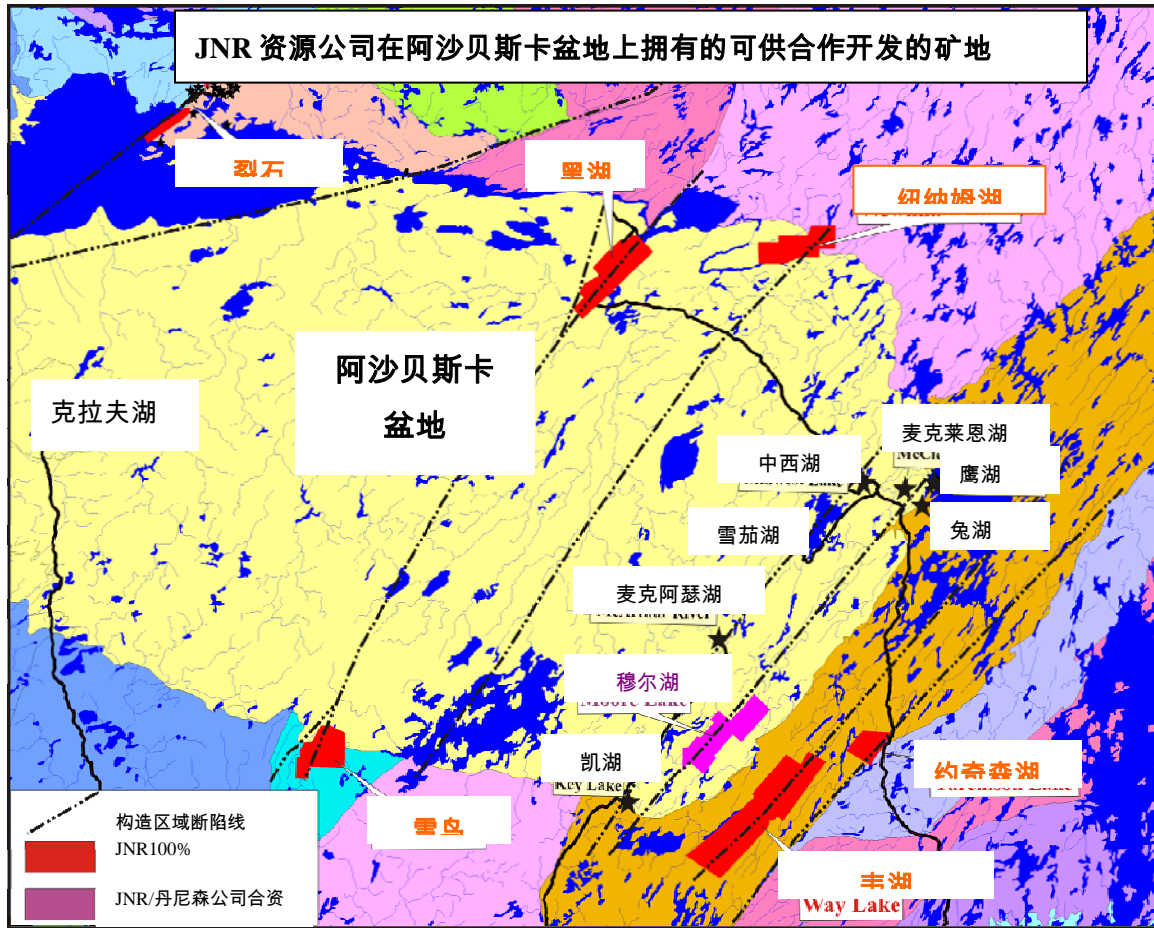 JNR 资源公司在阿沙贝斯卡盆地上拥有的可供合作开发的矿地
裂石
黑湖
纽纳姆湖
阿沙贝斯卡
盆地
克拉夫湖
麦克莱恩湖
中西湖
鹰湖
雪茄湖
兔湖
麦克阿瑟湖
McArthur River
穆尔湖
Moore Lake
凯湖
Key Lake
约奇森湖
雷鸟
韦湖
Way Lake
构造区域断陷线
JNR100%
JNR/丹尼森公司合资